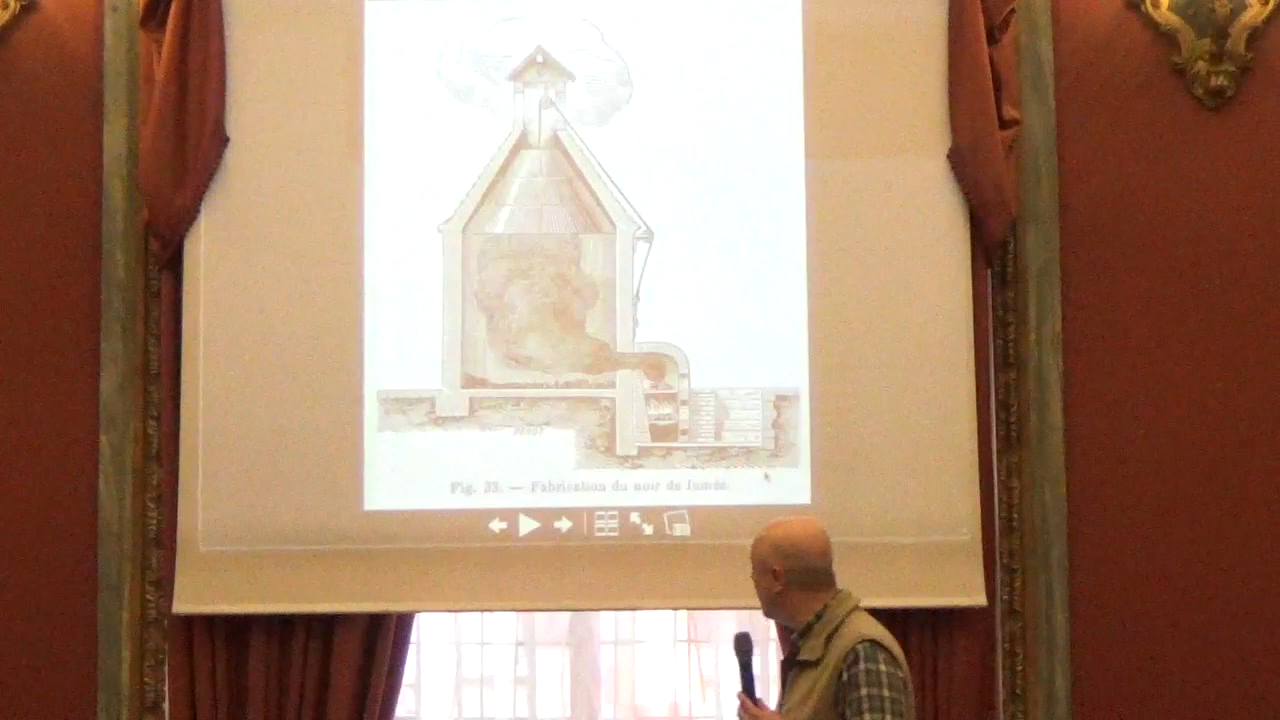 Fig. 33. — Fabrication du noir de fumée.